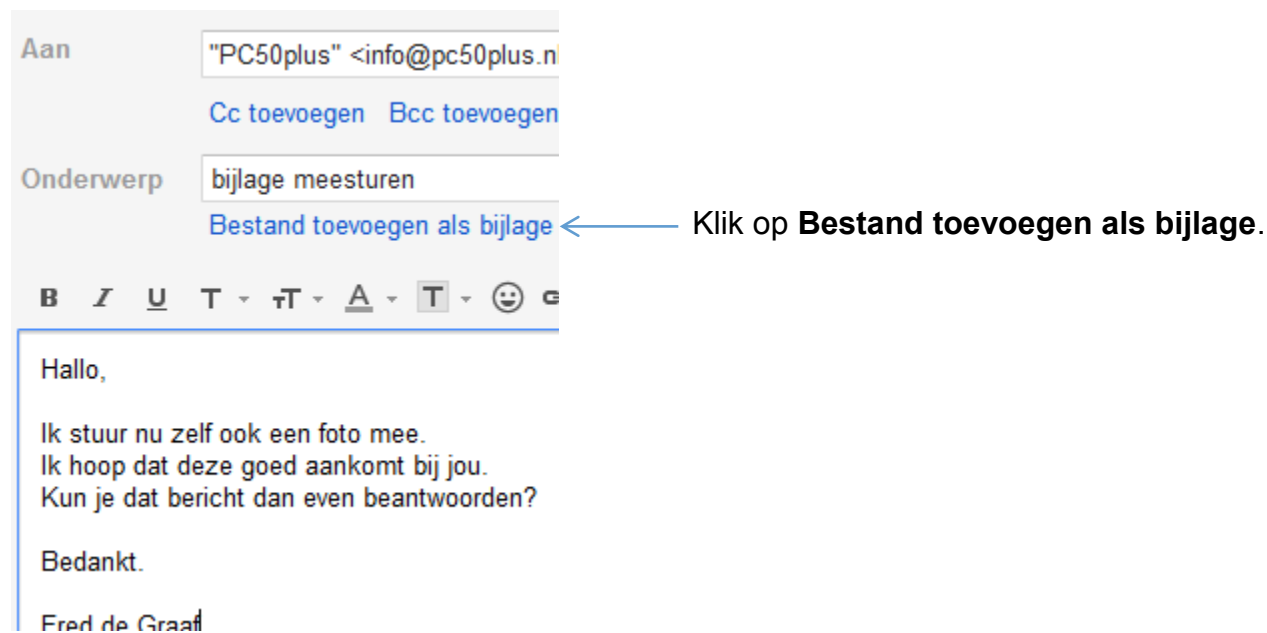 Aan
"PC50plus" <info@pc50plus.nl
Cc toevoegen Bcc toevoegen
Onderwerp
bijlage meesturen
Bestand toevoegen als bijlage
Klik op Bestand toevoegen als bijlage.
B I U T T A T
Hallo,
Ik stuur nu zelf ook een foto mee.
Ik hoop dat deze goed aankomt bij jou.
Kun je dat bericht dan even beantwoorden?
Bedankt.
Fred de Graaf